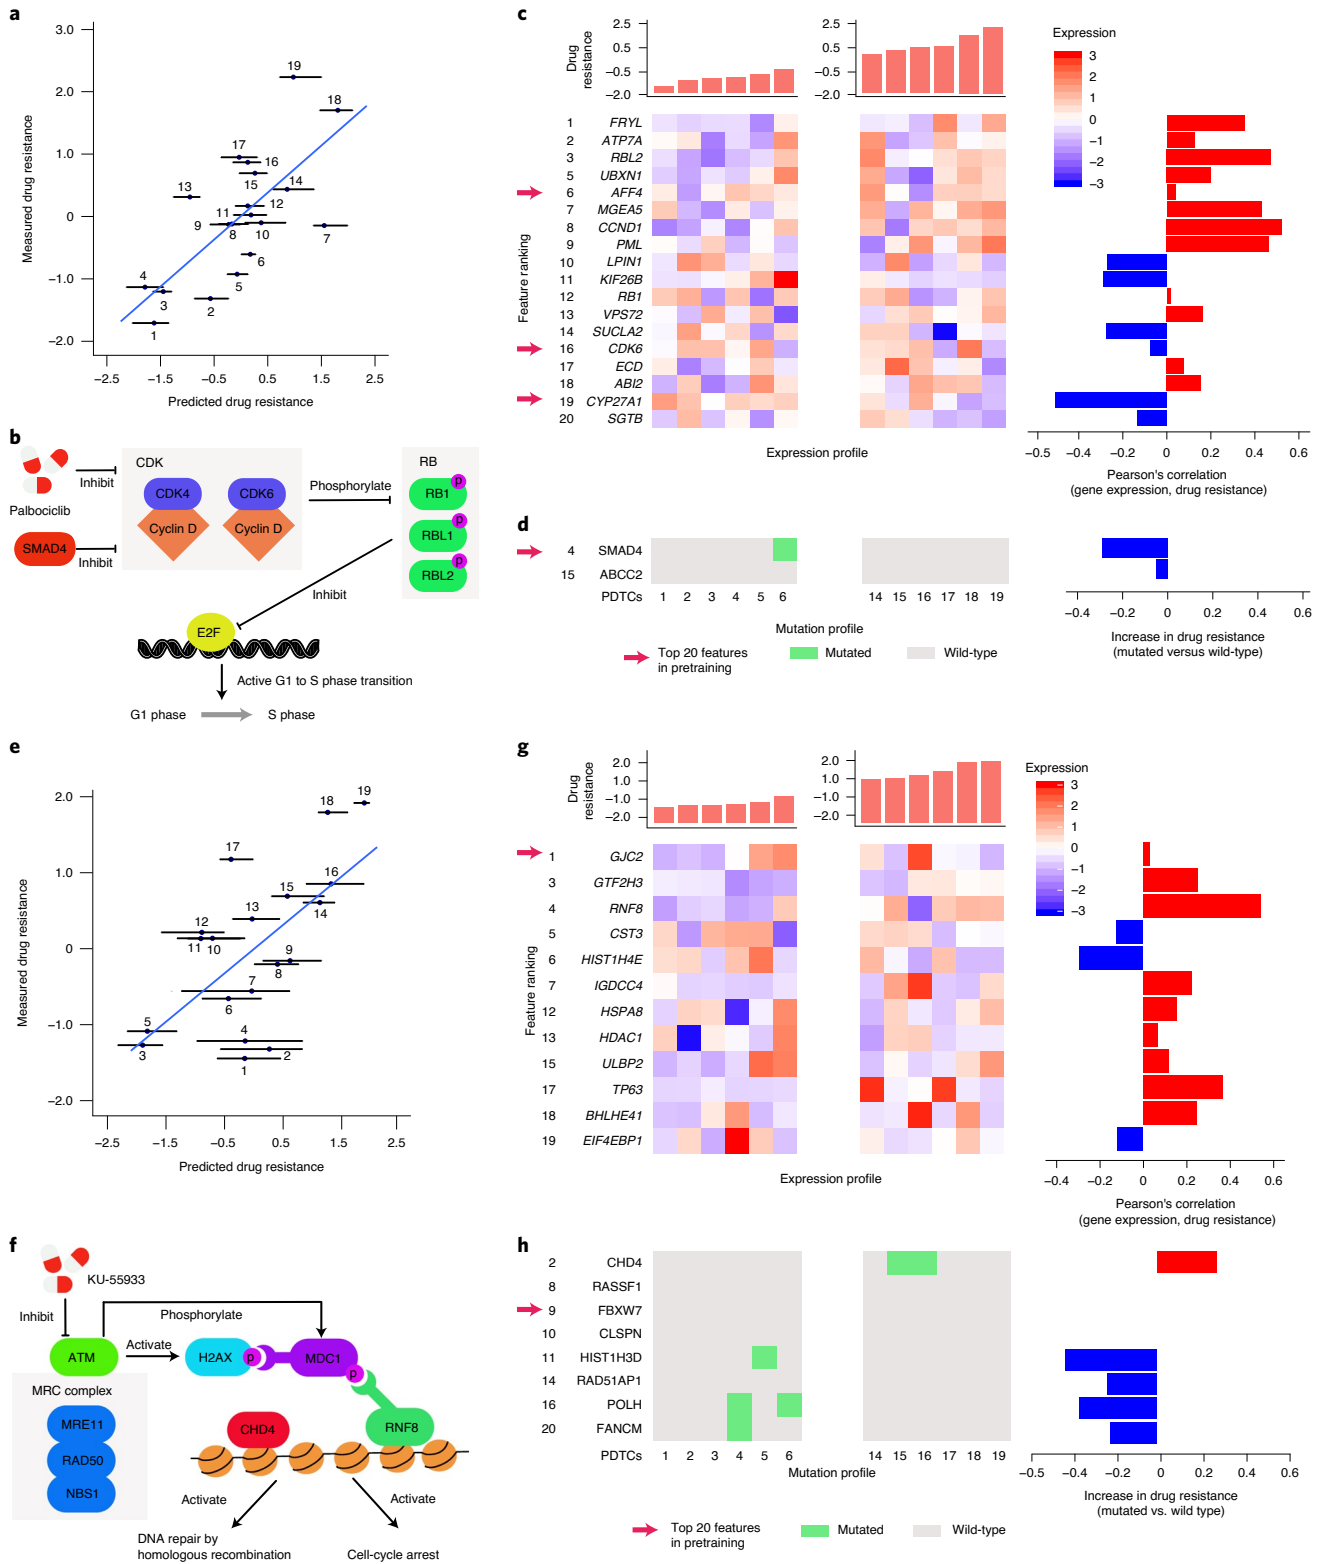 a
3.0
2.0
1.0
0
−1.0
−2.0
Measured drug resistance
19
18
17
16
15
14
13
12
11
9
8
10
7
6
5
4
3
2
1
−2.5 −1.5 −0.5 0.5 1.5 2.5
Predicted drug resistance
b
Palbociclib
Inhibit
SMAD4
Inhibit
CDK
CDK4
CDK6
Cyclin D
Cyclin D
Phosphorylate
RB
RB1
p
RBL1
p
RBL2
p
Inhibit
E2F
Active G1 to S phase transition
G1 phase
S phase
c
Drug resistance
2.5
0.5
−0.5
−2.0
2.5
0.5
−0.5
−2.0
Expression
3
2
1
0
−1
−2
−3
Feature ranking
1 FRYL
2 ATP7A
3 RBL2
5 UBXN1
6 AFF4
7 MGEA5
8 CCND1
9 PML
10 LPIN1
11 KIF26B
12 RB1
13 VPS72
14 SUCLA2
16 CDK6
17 ECD
18 ABI2
19 CYP27A1
20 SGTB
Expression profile
−0.5 −0.4 −0.2 0 0.2 0.4 0.6
Pearson's correlation
(gene expression, drug resistance)
d
4 SMAD4
15 ABCC2
PDTCs 1 2 3 4 5 6 14 15 16 17 18 19
Mutation profile
Top 20 features
in pretraining
Mutated
Wild-type
−0.4 −0.2 0 0.2 0.4 0.6
Increase in drug resistance
(mutated versus wild-type)
e
2.0
1.0
0
−1.0
−2.0
Measured drug resistance
19
18
17
16
15
14
13
12
11 10
9
8
7
6
5
4
3
2
1
−2.5 −1.5 −0.5 0.5 1.5 2.5
Predicted drug resistance
f
KU-55933
Inhibit
Phosphorylate
ATM
Activate
H2AX
p
MDC1
p
MRC complex
MRE11
RAD50
NBS1
CHD4
RNF8
Activate
Activate
DNA repair by
homologous recombination
Cell-cycle arrest
g
Drug resistance
2.0
1.0
−1.0
−2.0
2.0
1.0
−1.0
−2.0
Expression
3
2
1
0
−1
−2
−3
Feature ranking
1 GJC2
3 GTF2H3
4 RNF8
5 CST3
6 HIST1H4E
7 IGDCC4
12 HSPA8
13 HDAC1
15 ULBP2
17 TP63
18 BHLHE41
19 EIF4EBP1
Expression profile
−0.4 −0.2 0 0.2 0.4 0.6
Pearson's correlation
(gene expression, drug resistance)
h
2 CHD4
8 RASSF1
9 FBXW7
10 CLSPN
11 HIST1H3D
14 RAD51AP1
16 POLH
20 FANCM
PDTCs 1 2 3 4 5 6 14 15 16 17 18 19
Mutation profile
Top 20 features
in pretraining
Mutated
Wild-type
−0.5 −0.4 −0.2 0 0.2 0.4 0.6
Increase in drug resistance
(mutated vs. wild type)